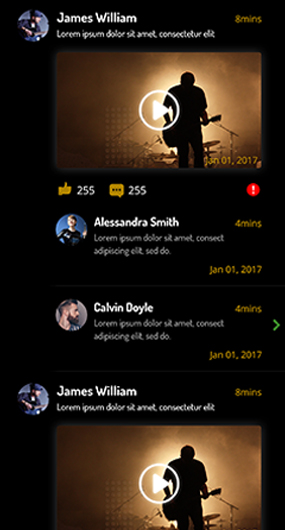 James William
8mins
Lorem ipsum dolor sit amet, consectetur elit
Jan 01, 2017
255
255
Alessandra Smith
4mins
Lorem ipsum dolor sit amet, consect
adipiscing elit, sed do.
Jan 01, 2017
Calvin Doyle
4mins
Lorem ipsum dolor sit amet, consect
adipiscing elit, sed do.
Jan 01, 2017
James William
8mins
Lorem ipsum dolor sit amet, consectetur elit